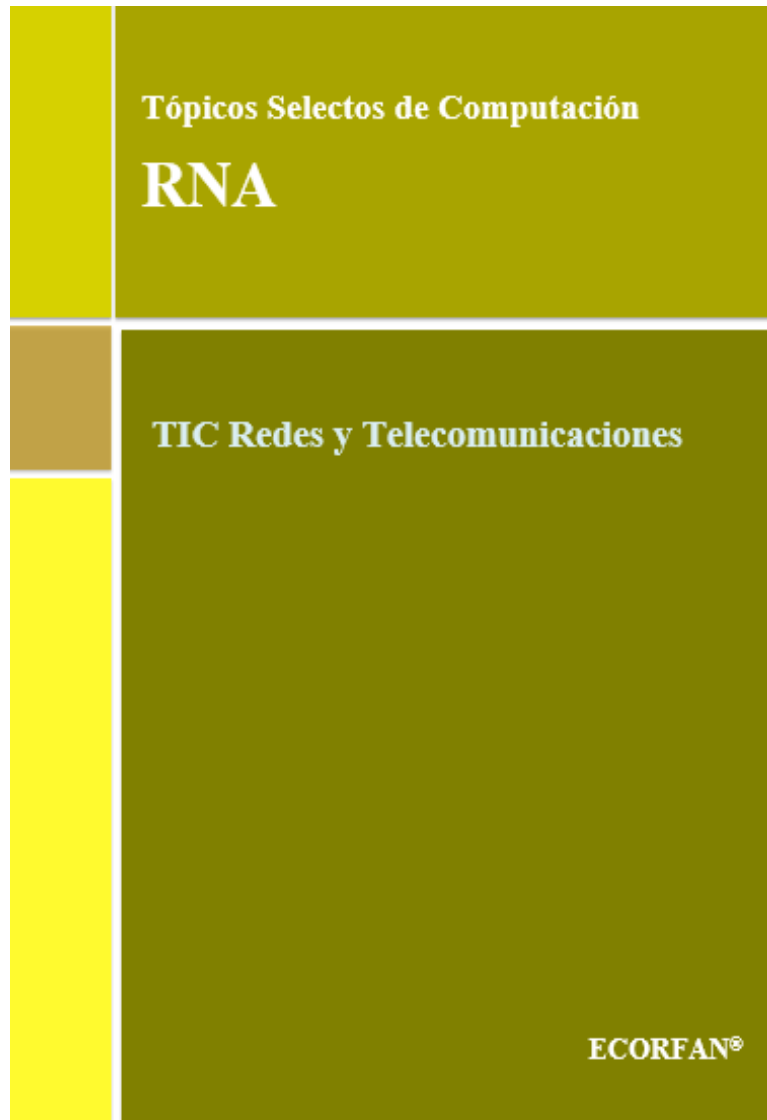 Tópicos Selectos de Computación
RNA
TIC Redes y Telecomunicaciones
ECORFAN®